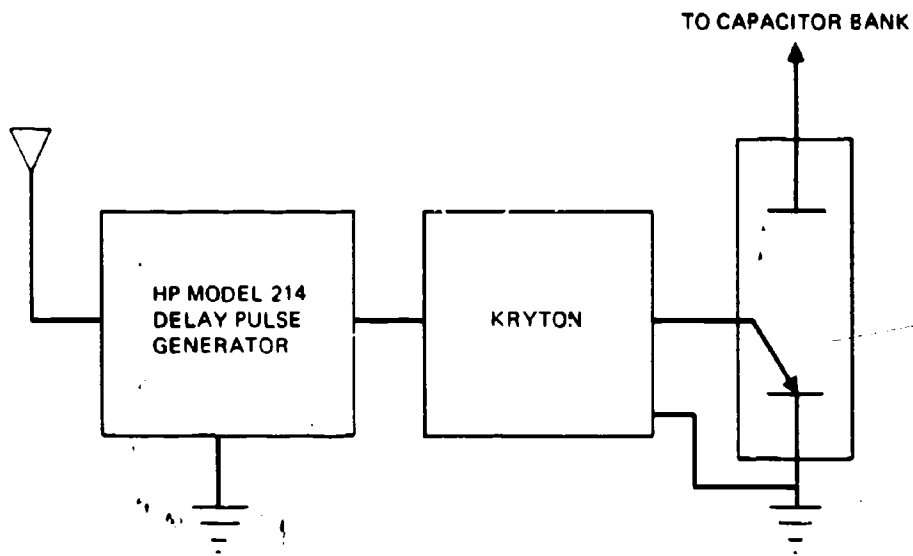 TO CAPACITOR BANK
HP MODEL 214
DELAY PULSE
GENERATOR
KRYTON